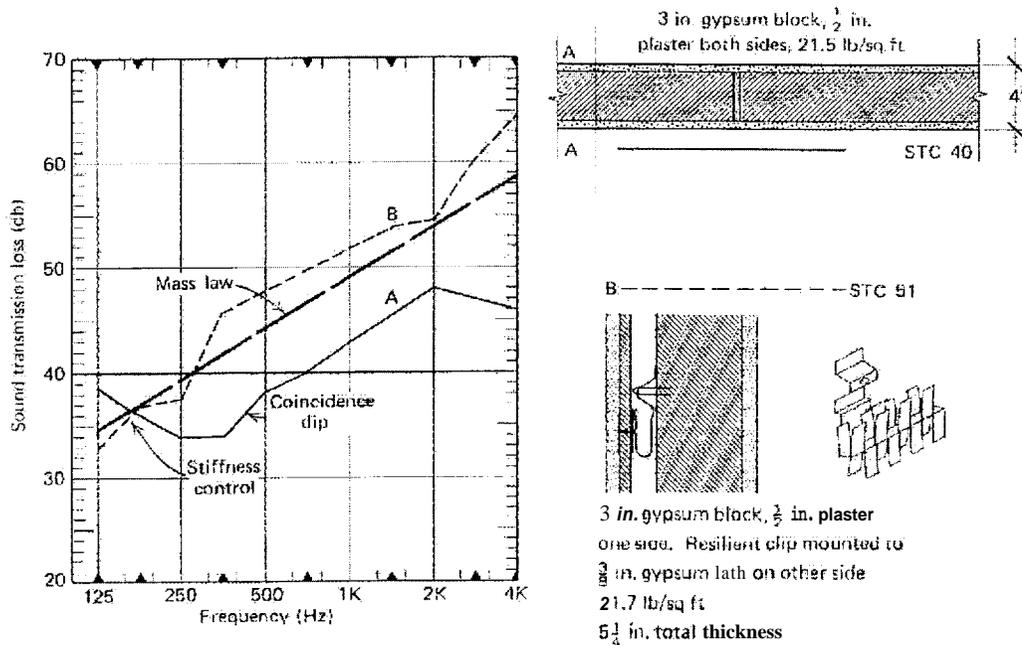 70
60
50
40
30
20
Sound transmission loss (db)
125
250
500
1K
2K
4K
Frequency (Hz)
B
Mass law
A
Coincidence
dip
Stiffness
control
3 in. gypsum block, 1/2 in.
plaster both sides, 21.5 lb/sq ft
A
4"
A
STC 40
B
STC 51
3 in. gypsum block, 1/2 in. plaster
one side. Resilient clip mounted to
3/8 in. gypsum lath on other side
21.7 lb/sq ft
5 1/4 in. total thickness